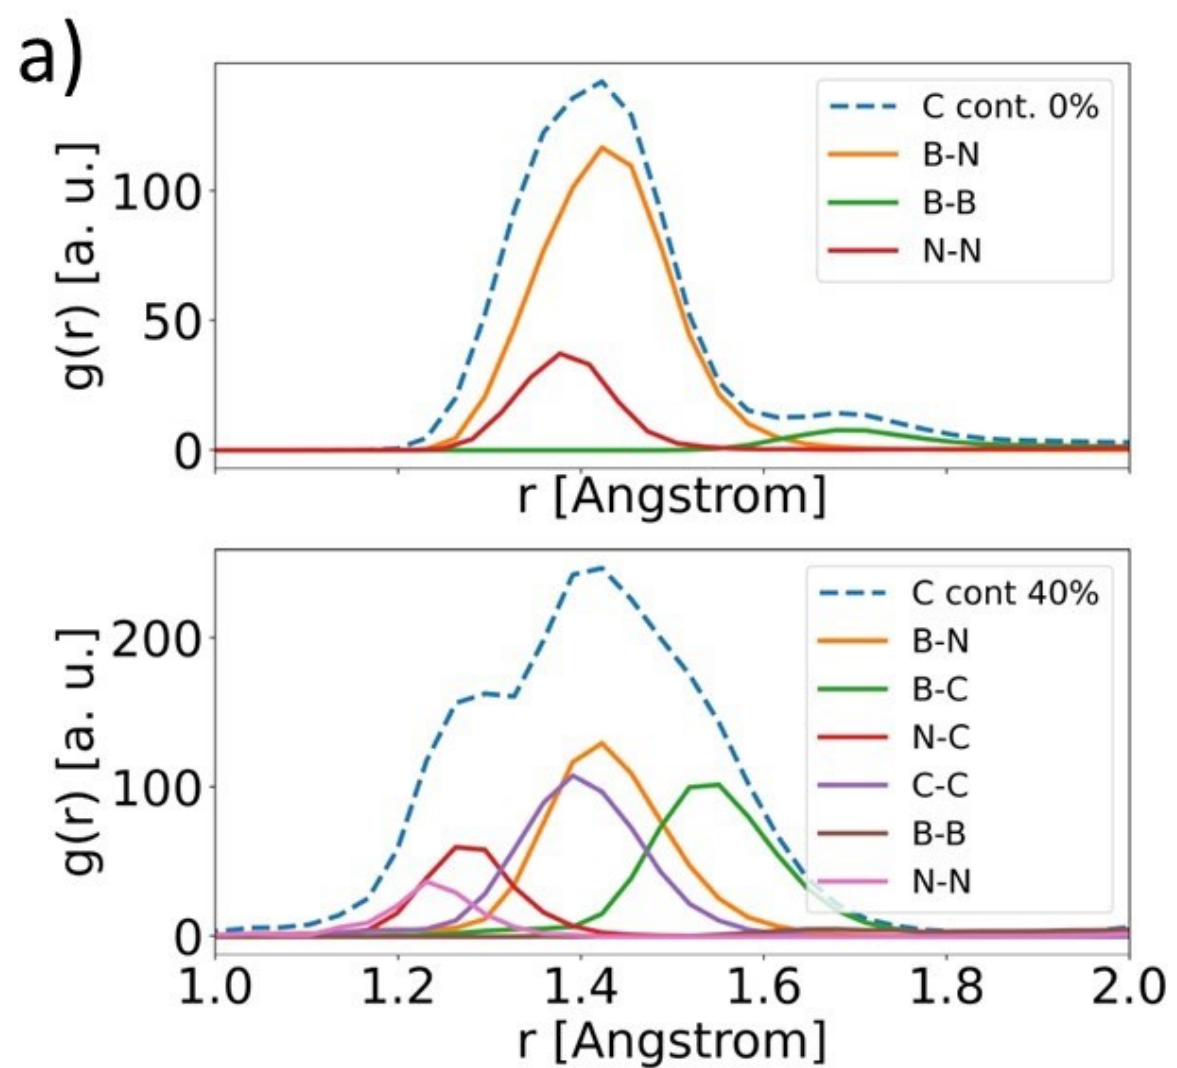 a)
g(r) [a. u.]
100
50
0
C cont. 0%
B-N
B-B
N-N
r [Angstrom]
g(r) [a. u.]
200
100
0
C cont 40%
B-N
B-C
N-C
C-C
B-B
N-N
1.0 1.2 1.4 1.6 1.8 2.0
r [Angstrom]